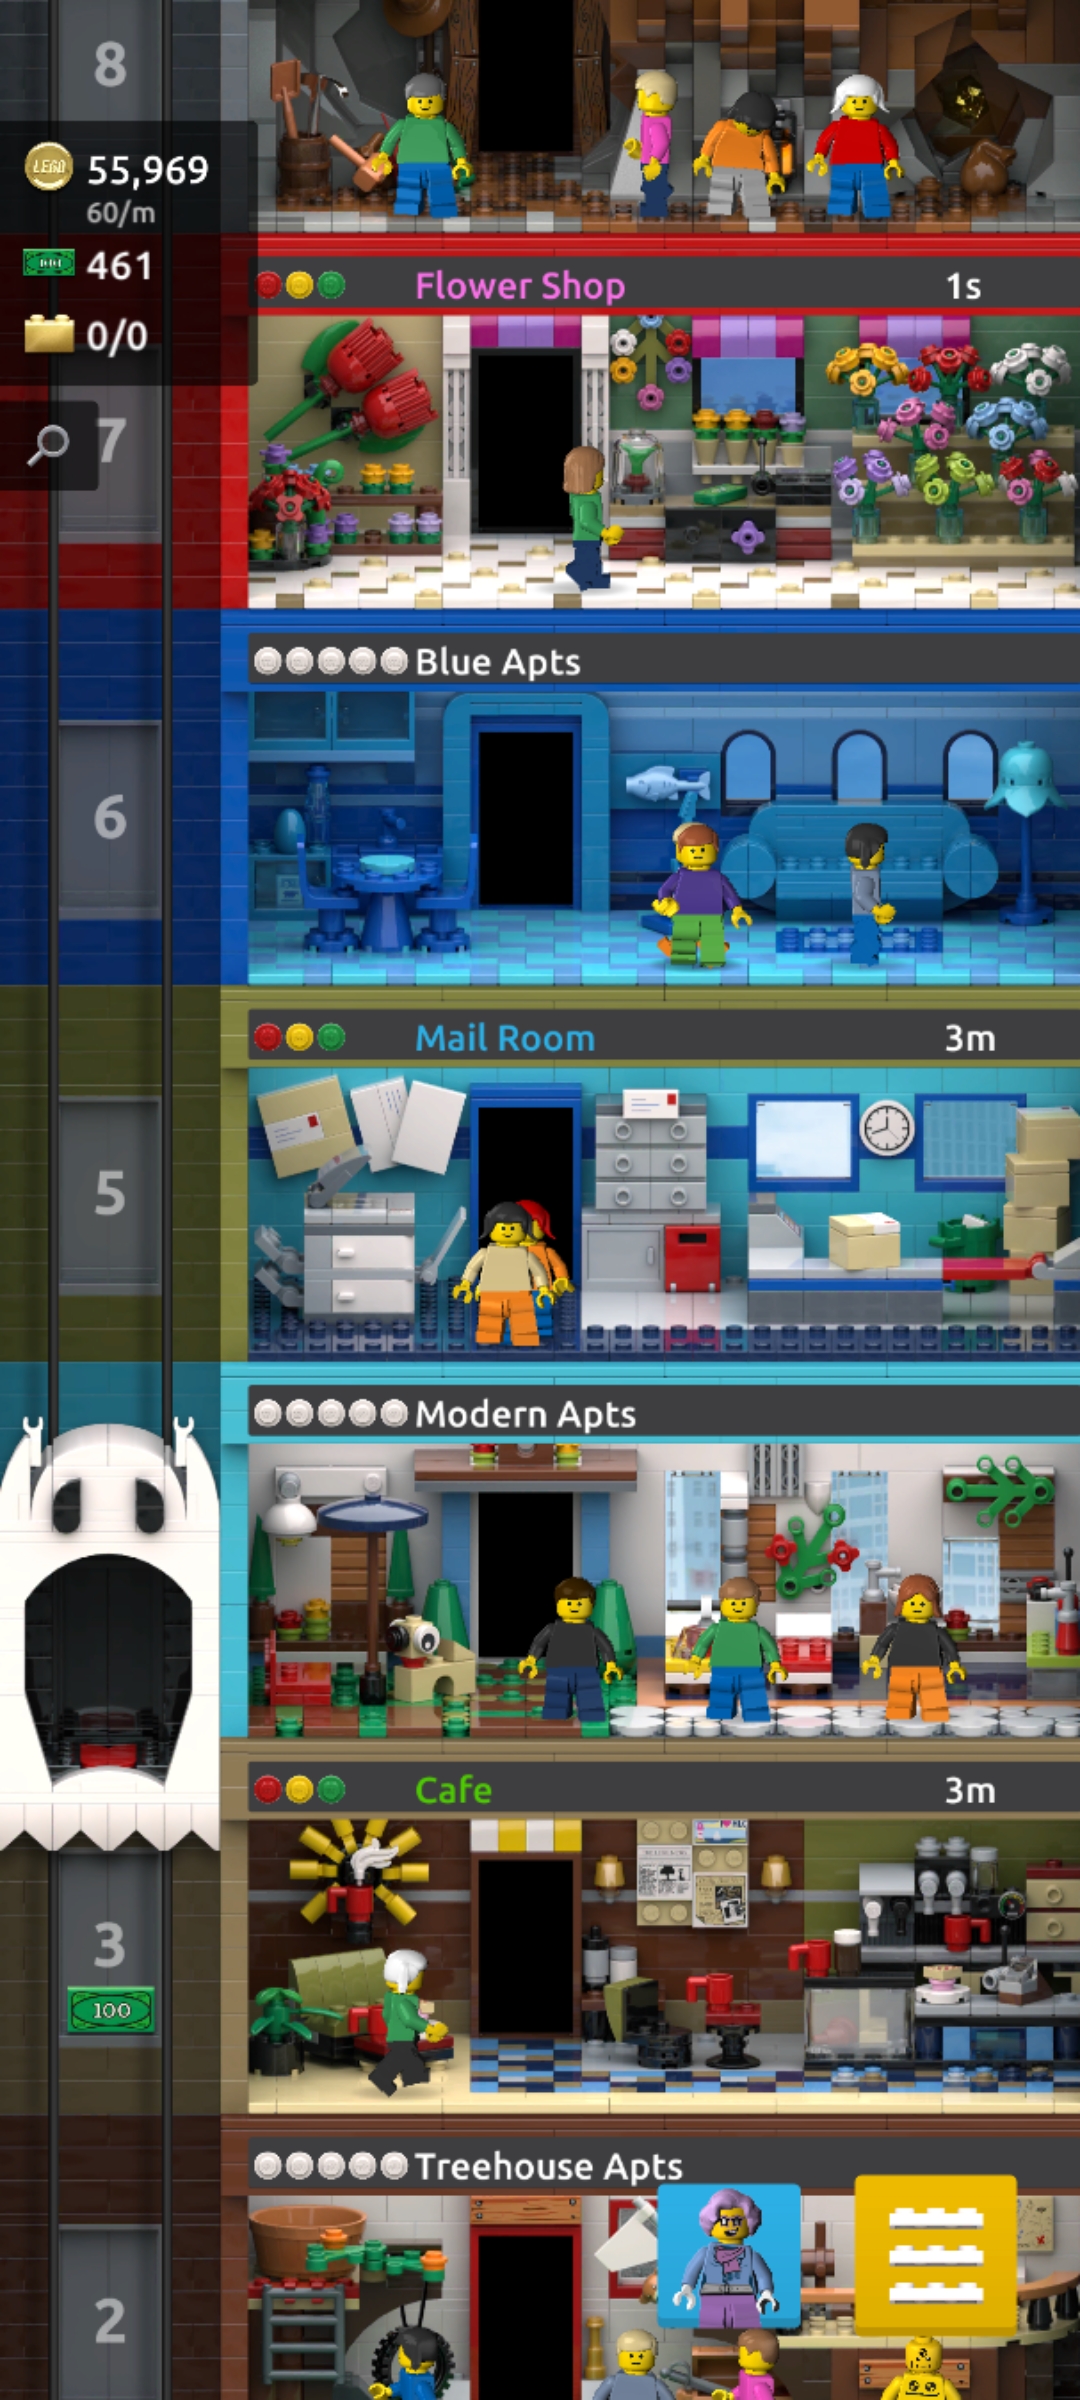 8
LEGO
55,969
60/m
461
0/0
Flower Shop 1s
7
Blue Apts
6
Mail Room 3m
5
Modern Apts
Cafe 3m
3
100
Treehouse Apts
2